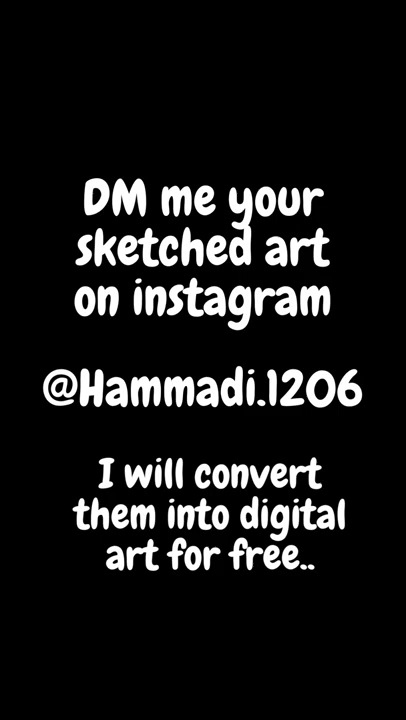 DM me your
sketched art
on instagram
@Hammadi.1206
I will convert
them into digital
art for free..